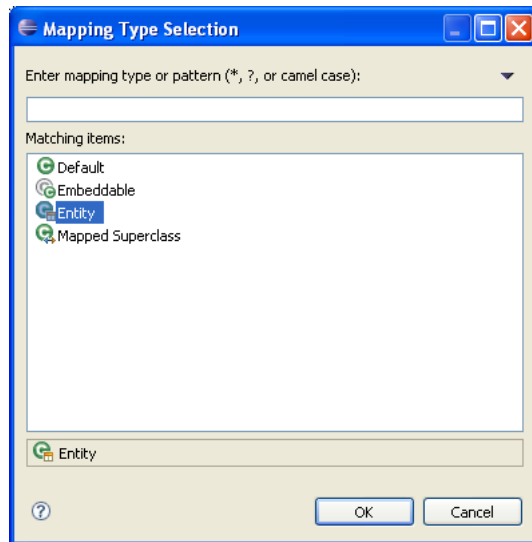 Mapping Type Selection
Enter mapping type or pattern (*, ?, or camel case):
Matching items:
Default
Embeddable
Entity
Mapped Superclass
Entity
OK Cancel